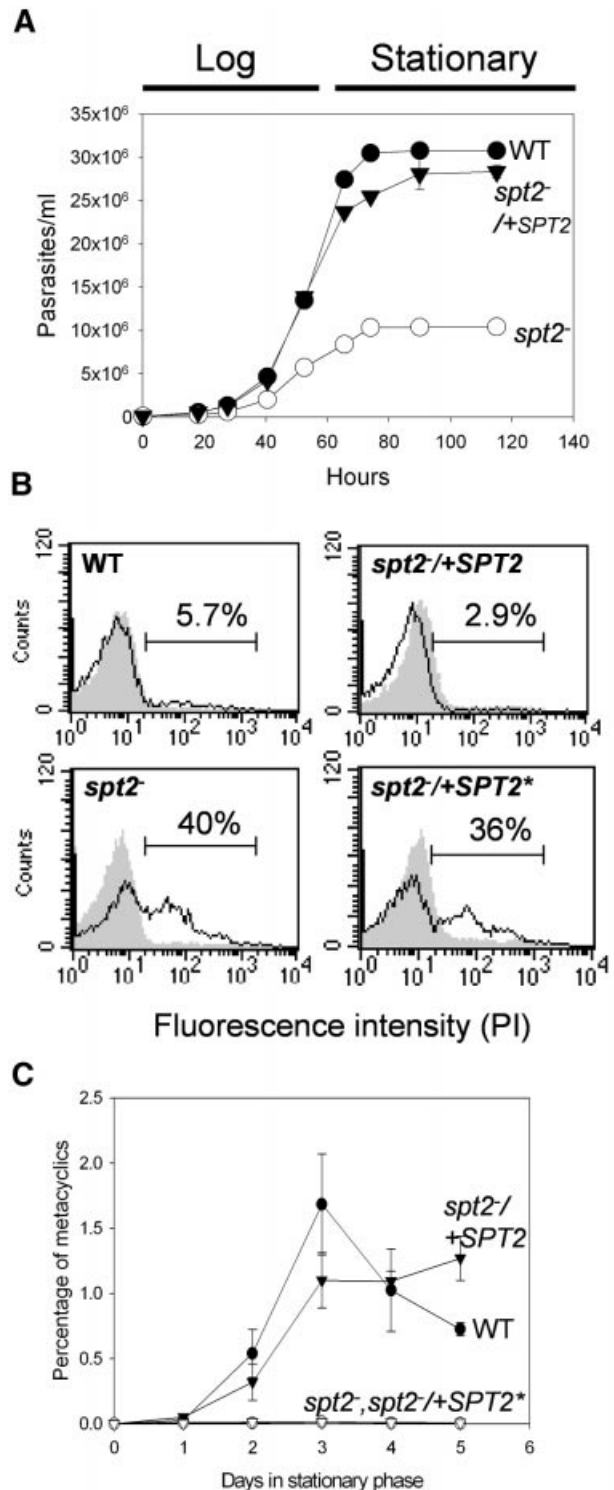 A
Log Stationary
35x10⁶
30x10⁶
25x10⁶
20x10⁶
15x10⁶
10x10⁶
5x10⁶
0
Pasrasites/ml
WT
spt2⁻
/+SPT2
spt2⁻
0 20 40 60 80 100 120 140
Hours
B
120
Counts
0
WT
5.7%
10⁰ 10¹ 10² 10³ 10⁴
120
0
spt2⁻/+SPT2
2.9%
10⁰ 10¹ 10² 10³ 10⁴
120
Counts
0
spt2⁻
40%
10⁰ 10¹ 10² 10³ 10⁴
120
0
spt2⁻/+SPT2*
36%
10⁰ 10¹ 10² 10³ 10⁴
Fluorescence intensity (PI)
C
2.5
2.0
1.5
1.0
0.5
0.0
Percentage of metacyclics
spt2⁻/
+SPT2
WT
spt2⁻,spt2⁻/+SPT2*
0 1 2 3 4 5 6
Days in stationary phase